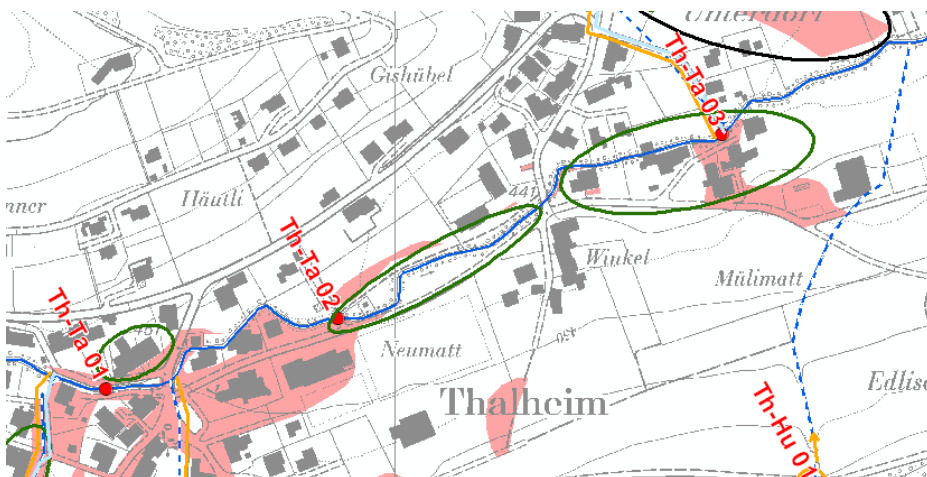 Unterdorf
Th-Ta 03
Gishübel
Häutli
441
Th-Ta 02
Winkel
Mülimatt
Th-Ta 01
Neumatt
450
Thalheim
Edlis
Th-Hu 01